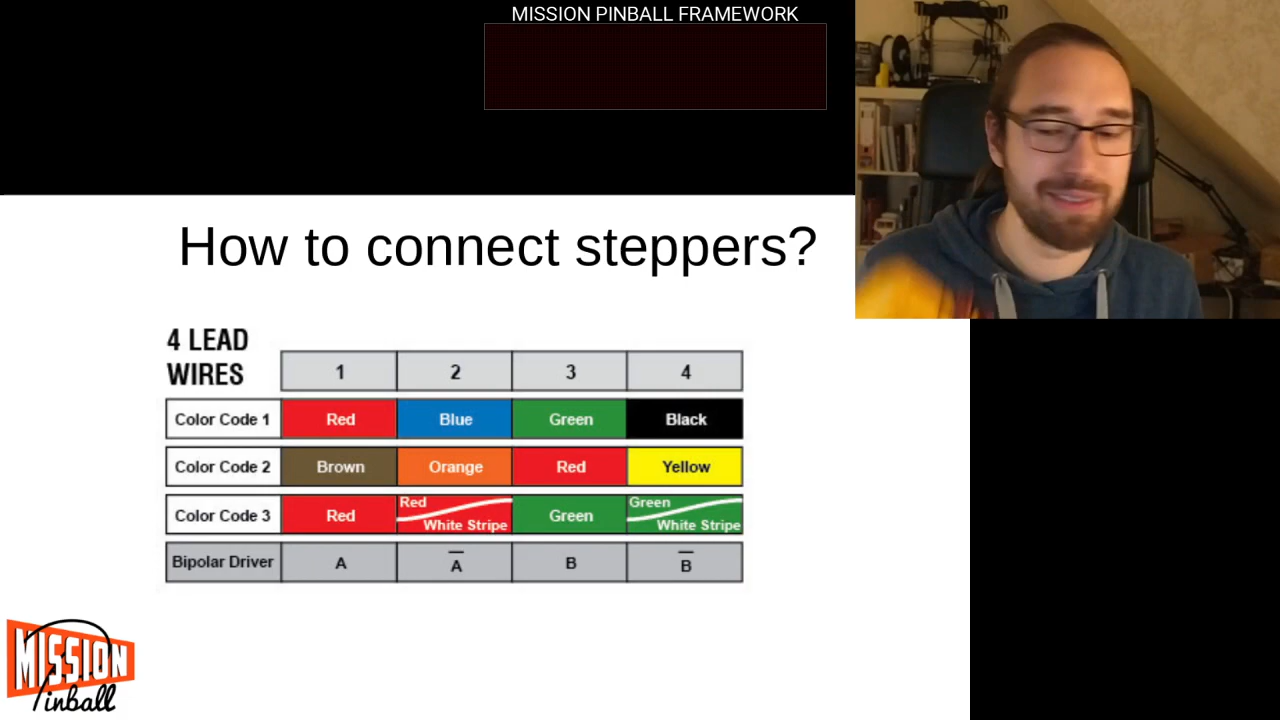 MISSION PINBALL FRAMEWORK
How to connect steppers?
4 LEAD
WIRES
1 2 3 4
Color Code 1 Red Blue Green Black
Color Code 2 Brown Orange Red Yellow
Color Code 3 Red Red White Stripe Green Green White Stripe
Bipolar Driver A A̅ B B̅
MISSION
Pinball